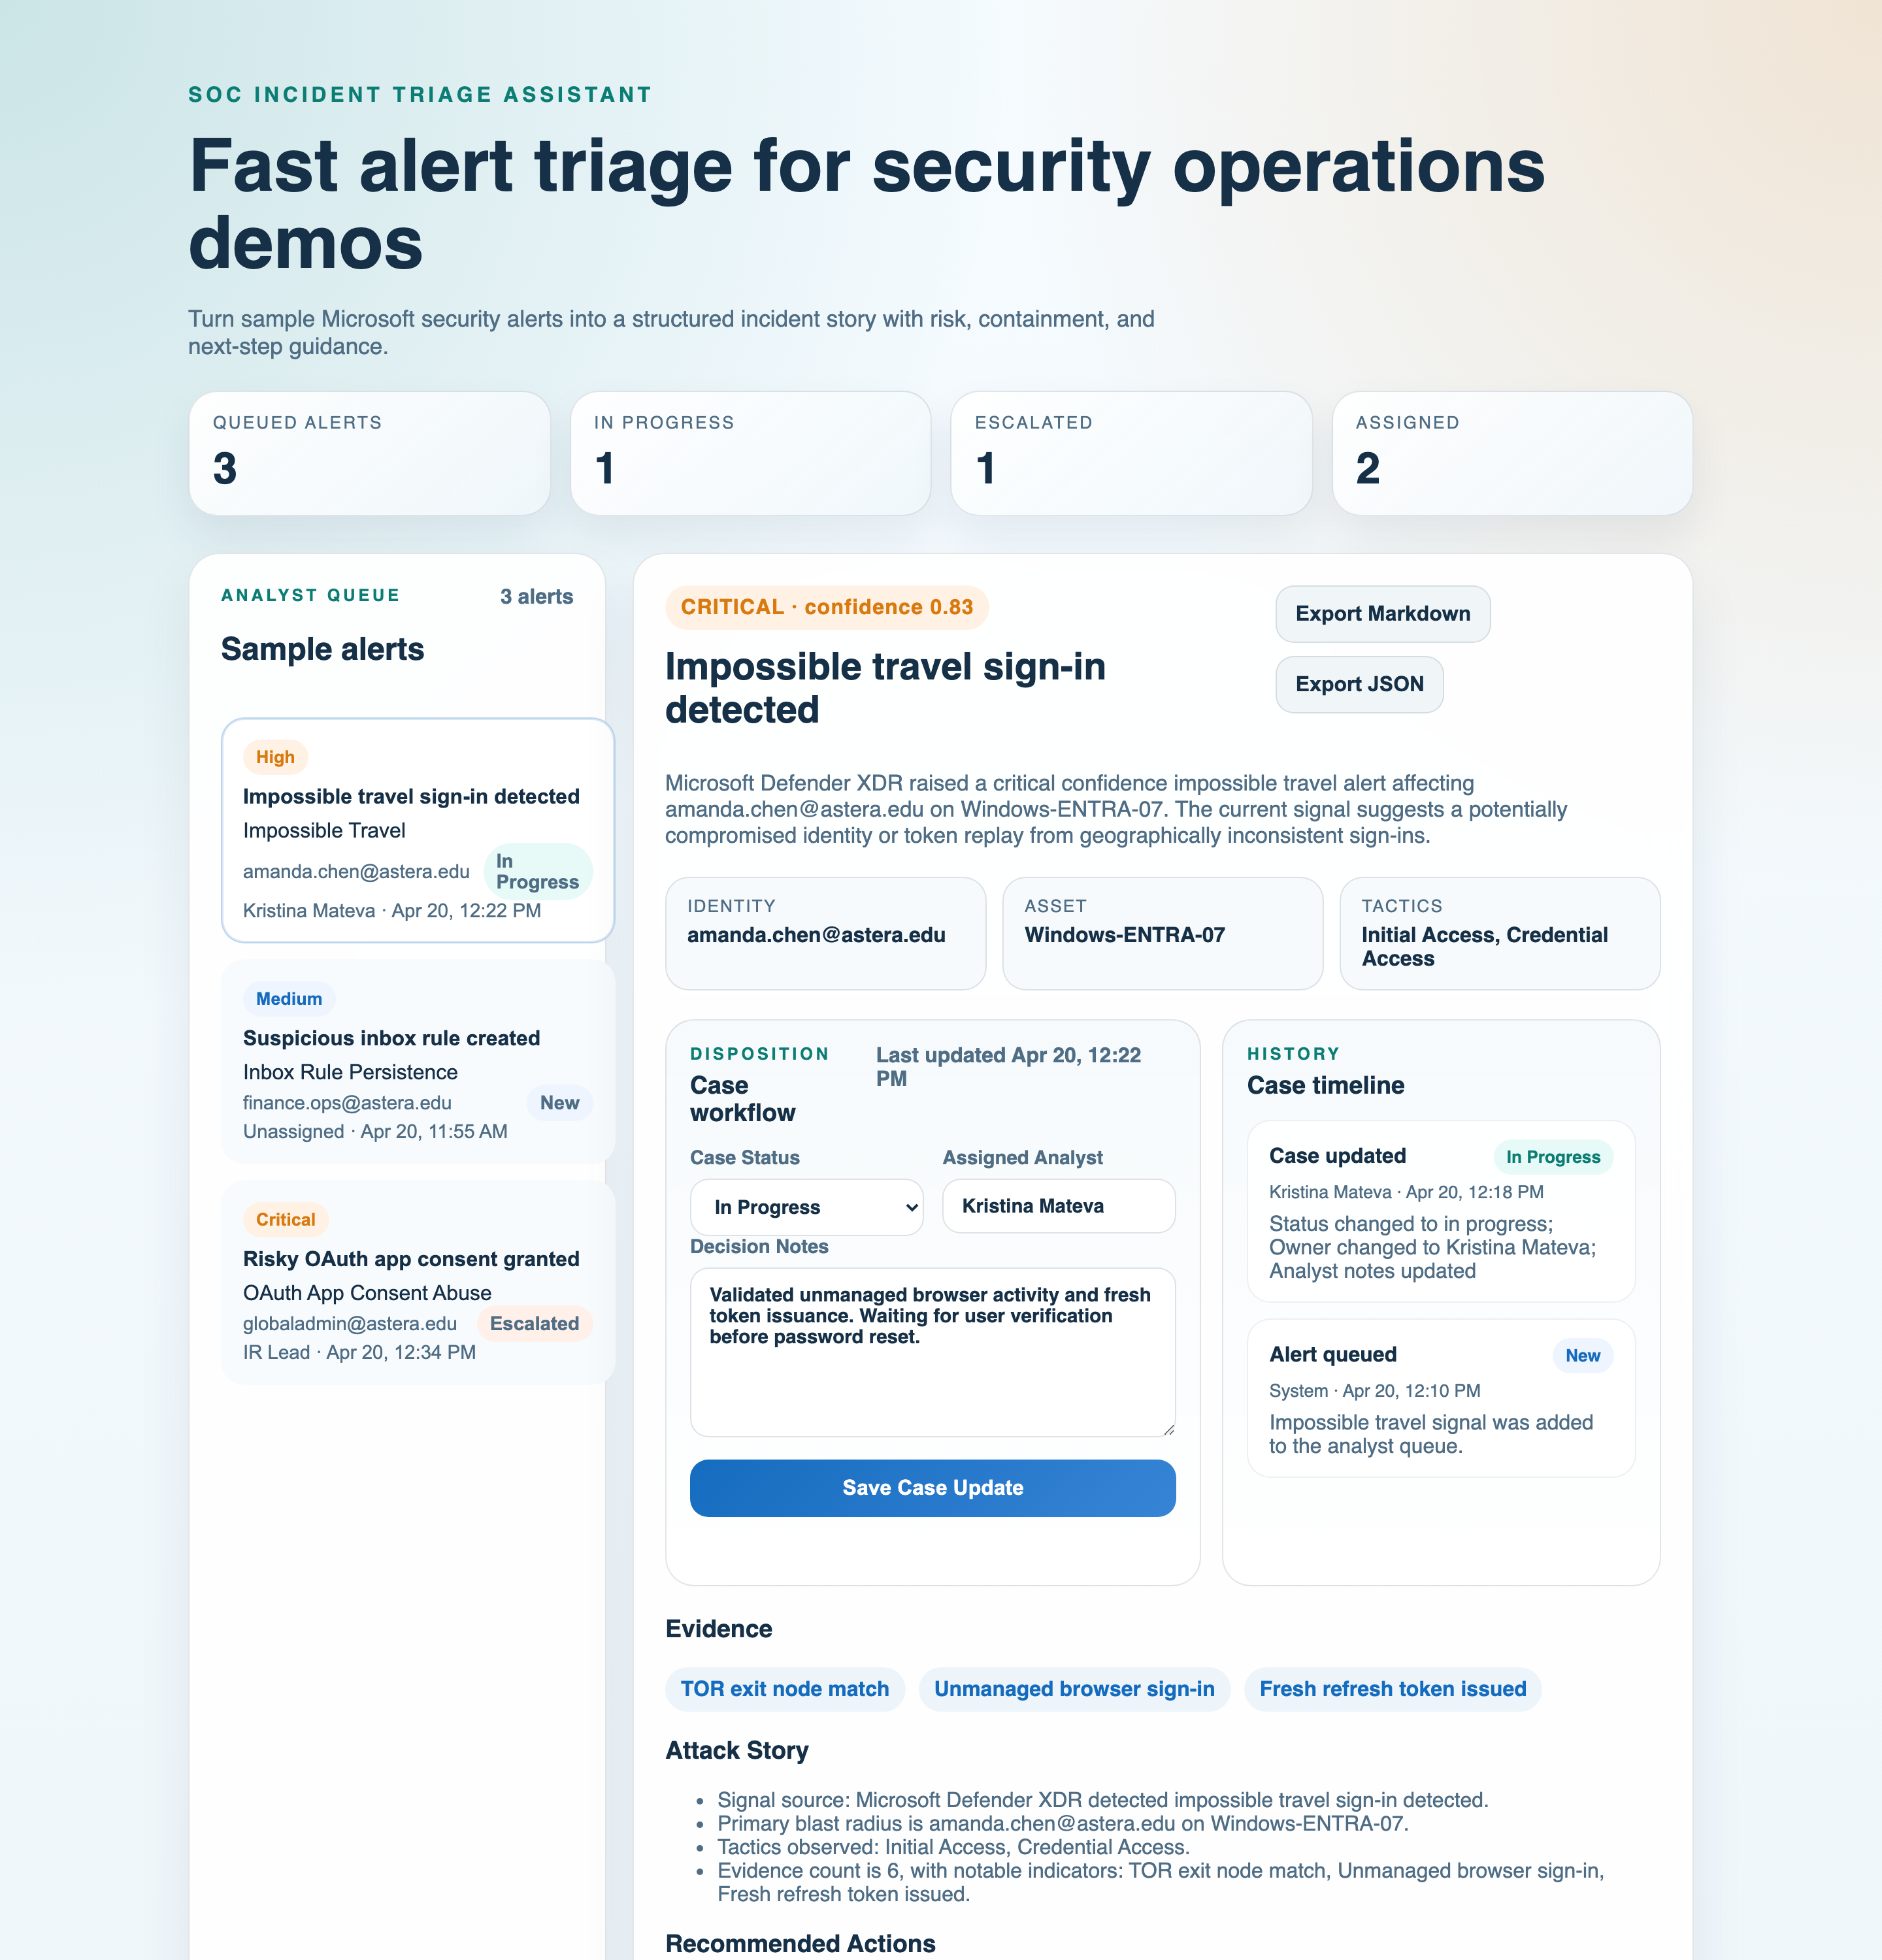 SOC INCIDENT TRIAGE ASSISTANT
Fast alert triage for security operations
demos
Turn sample Microsoft security alerts into a structured incident story with risk, containment, and
next-step guidance.
QUEUED ALERTS
3
IN PROGRESS
1
ESCALATED
1
ASSIGNED
2
ANALYST QUEUE
3 alerts
Sample alerts
High
Impossible travel sign-in detected
Impossible Travel
amanda.chen@astera.edu
In
Progress
Kristina Mateva · Apr 20, 12:22 PM
Medium
Suspicious inbox rule created
Inbox Rule Persistence
finance.ops@astera.edu
New
Unassigned · Apr 20, 11:55 AM
Critical
Risky OAuth app consent granted
OAuth App Consent Abuse
globaladmin@astera.edu
Escalated
IR Lead · Apr 20, 12:34 PM
CRITICAL · confidence 0.83
Impossible travel sign-in
detected
Export Markdown
Export JSON
Microsoft Defender XDR raised a critical confidence impossible travel alert affecting
amanda.chen@astera.edu on Windows-ENTRA-07. The current signal suggests a potentially
compromised identity or token replay from geographically inconsistent sign-ins.
IDENTITY
amanda.chen@astera.edu
ASSET
Windows-ENTRA-07
TACTICS
Initial Access, Credential
Access
DISPOSITION
Case
workflow
Last updated Apr 20, 12:22
PM
Case Status
In Progress
Assigned Analyst
Kristina Mateva
Decision Notes
Validated unmanaged browser activity and fresh
token issuance. Waiting for user verification
before password reset.
Save Case Update
HISTORY
Case timeline
Case updated
In Progress
Kristina Mateva · Apr 20, 12:18 PM
Status changed to in progress;
Owner changed to Kristina Mateva;
Analyst notes updated
Alert queued
New
System · Apr 20, 12:10 PM
Impossible travel signal was added
to the analyst queue.
Evidence
TOR exit node match
Unmanaged browser sign-in
Fresh refresh token issued
Attack Story
• Signal source: Microsoft Defender XDR detected impossible travel sign-in detected.
• Primary blast radius is amanda.chen@astera.edu on Windows-ENTRA-07.
• Tactics observed: Initial Access, Credential Access.
• Evidence count is 6, with notable indicators: TOR exit node match, Unmanaged browser sign-in,
Fresh refresh token issued.
Recommended Actions